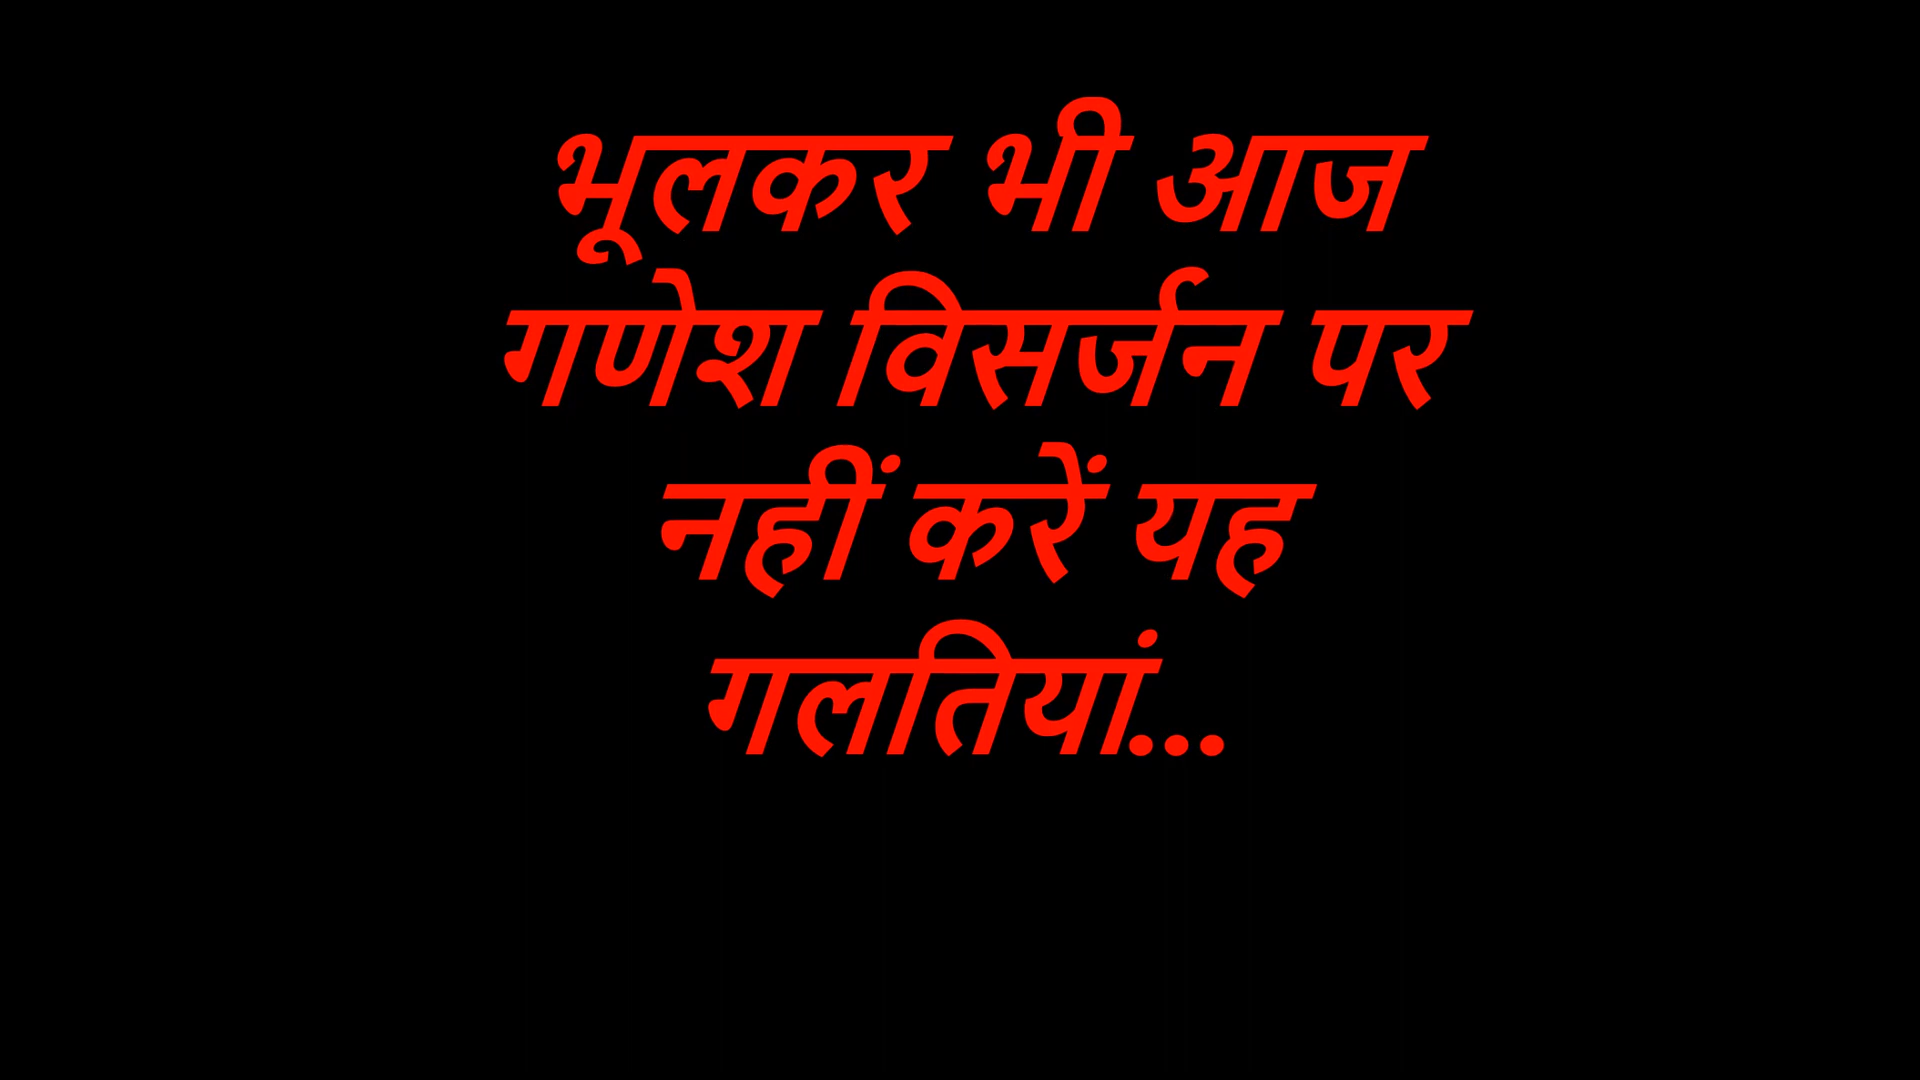 भूलकर भी आज
गणेश विसर्जन पर
नहीं करें यह
गलतियां...